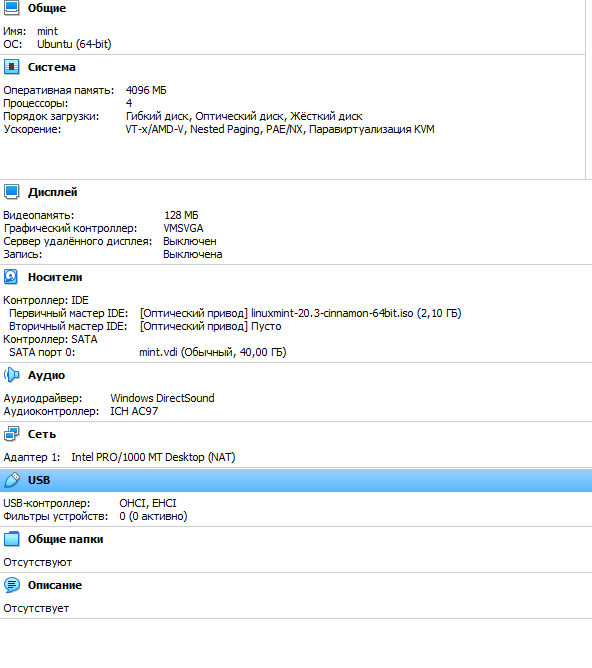 Общие
Имя: mint
ОС: Ubuntu (64-bit)
Система
Оперативная память: 4096 МБ
Процессоры: 4
Порядок загрузки: Гибкий диск, Оптический диск, Жёсткий диск
Ускорение: VT-x/AMD-V, Nested Paging, PAE/NX, Паравиртуализация KVM
Дисплей
Видеопамять: 128 МБ
Графический контроллер: VMSVGA
Сервер удалённого дисплея: Выключен
Запись: Выключена
Носители
Контроллер: IDE
Первичный мастер IDE: [Оптический привод] linuxmint-20.3-cinnamon-64bit.iso (2,10 ГБ)
Вторичный мастер IDE: [Оптический привод] Пусто
Контроллер: SATA
SATA порт 0: mint.vdi (Обычный, 40,00 ГБ)
Аудио
Аудиодрайвер: Windows DirectSound
Аудиоконтроллер: ICH AC97
Сеть
Адаптер 1: Intel PRO/1000 MT Desktop (NAT)
USB
USB-контроллер: OHCI, EHCI
Фильтры устройств: 0 (0 активно)
Общие папки
Отсутствуют
Описание
Отсутствует